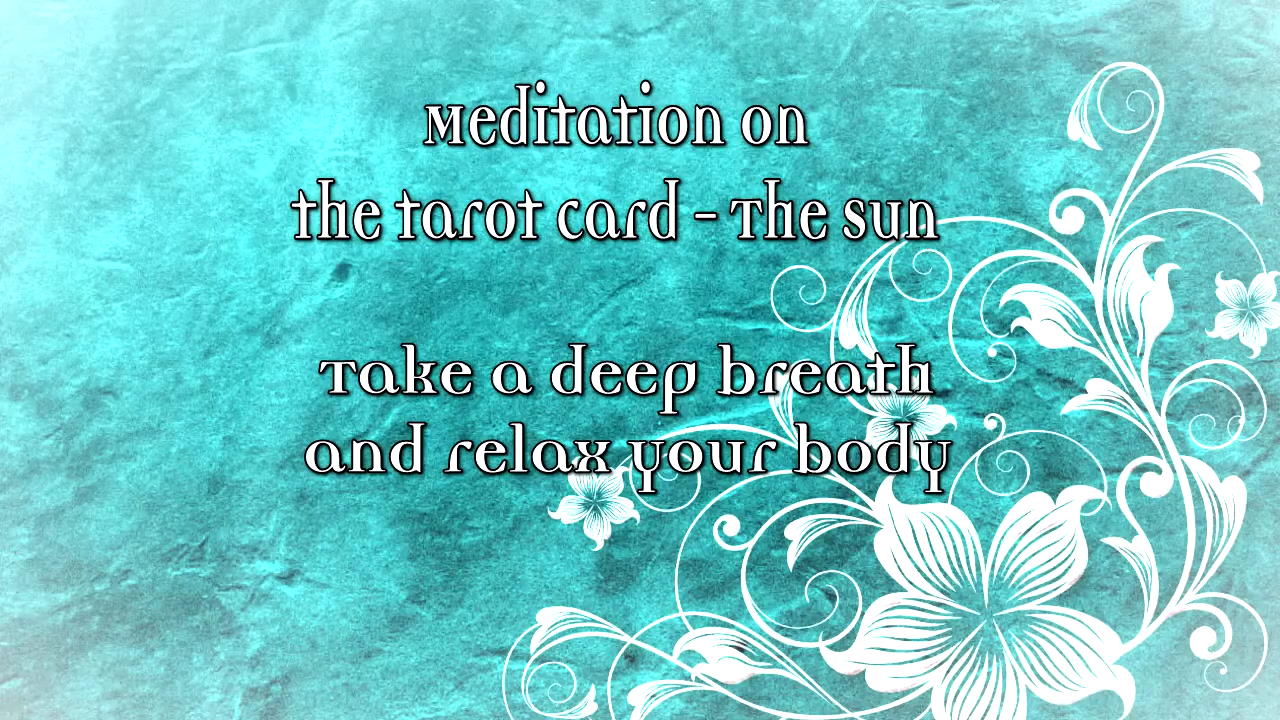 Meditation on
the tarot card - The Sun
Take a deep breath
and relax your body